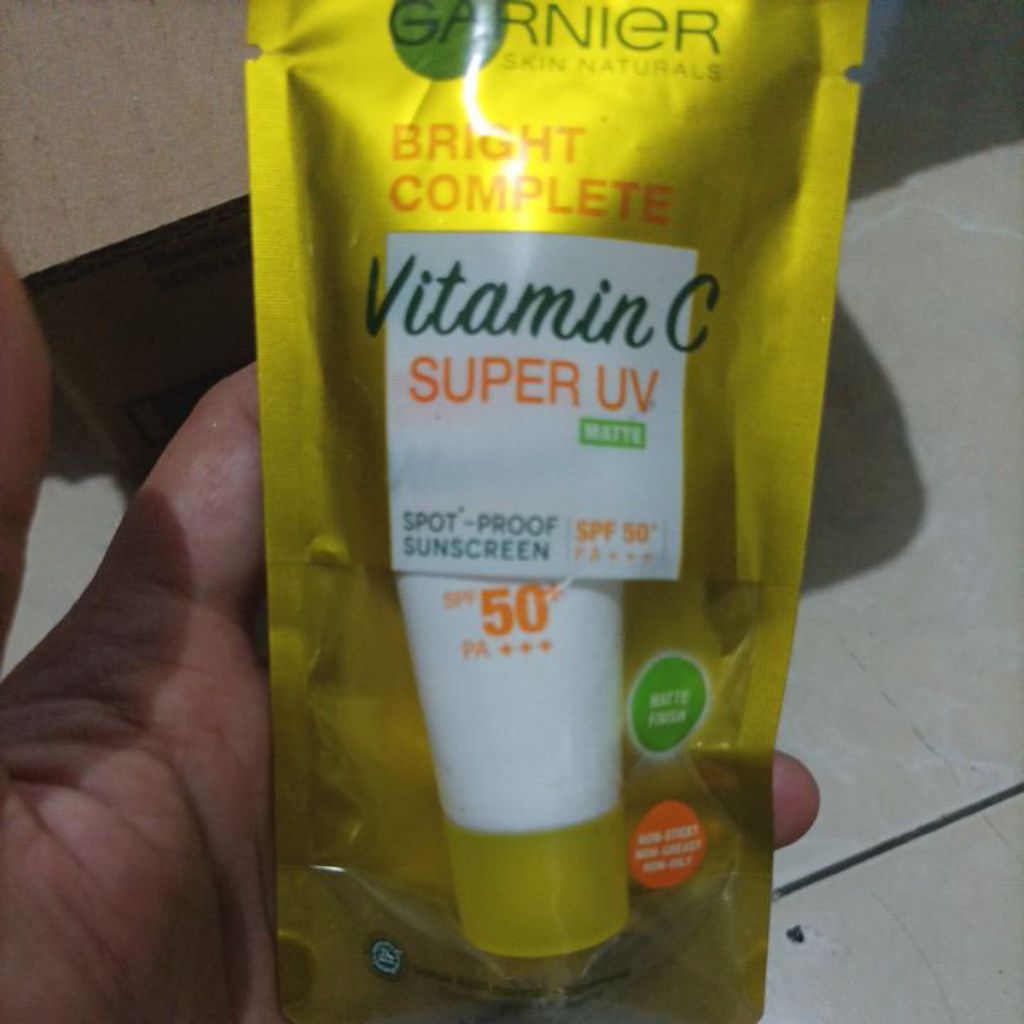 GARNIER
SKIN NATURALS
BRIGHT
COMPLETE
Vitamin C
SUPER UV
MATTE
SPOT*-PROOF
SUNSCREEN
SPF 50+
PA+++
SPF 50+
PA +++
MATTE
FINISH
NON-STICKY
NON-GREASY
NON-OILY